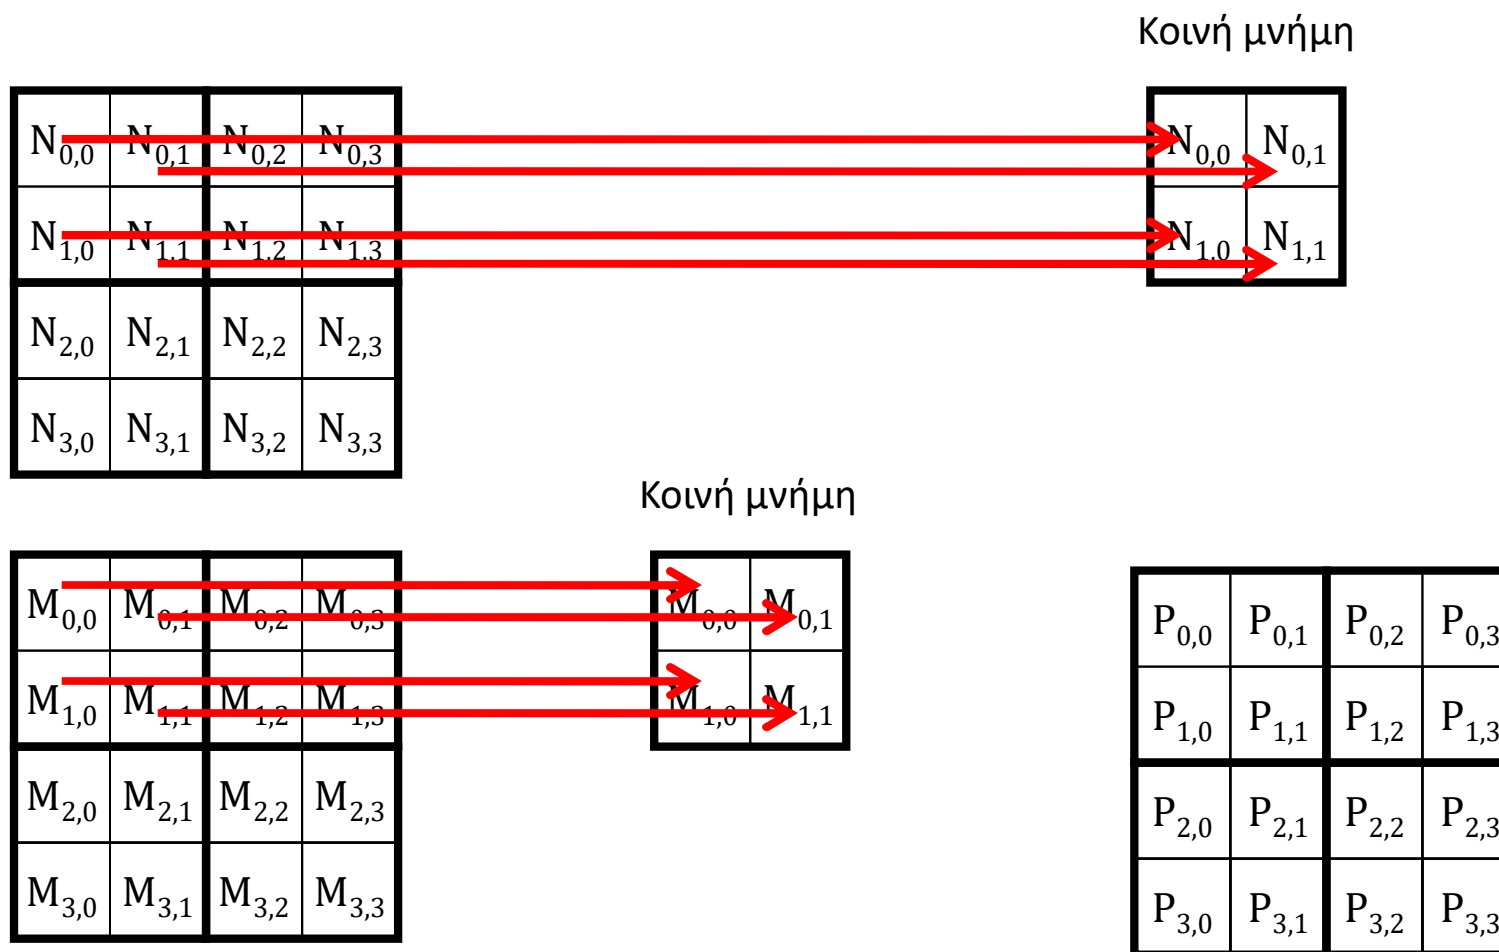 Κοινή μνήμη
N0,0 N0,1 N0,2 N0,3 N0,0 N0,1
N1,0 N1,1 N1,2 N1,3 N1,0 N1,1
N2,0 N2,1 N2,2 N2,3
N3,0 N3,1 N3,2 N3,3
Κοινή μνήμη
M0,0 M0,1 M0,2 M0,3 M0,0 M0,1 P0,0 P0,1 P0,2 P0,3
M1,0 M1,1 M1,2 M1,3 M1,0 M1,1 P1,0 P1,1 P1,2 P1,3
M2,0 M2,1 M2,2 M2,3 P2,0 P2,1 P2,2 P2,3
M3,0 M3,1 M3,2 M3,3 P3,0 P3,1 P3,2 P3,3